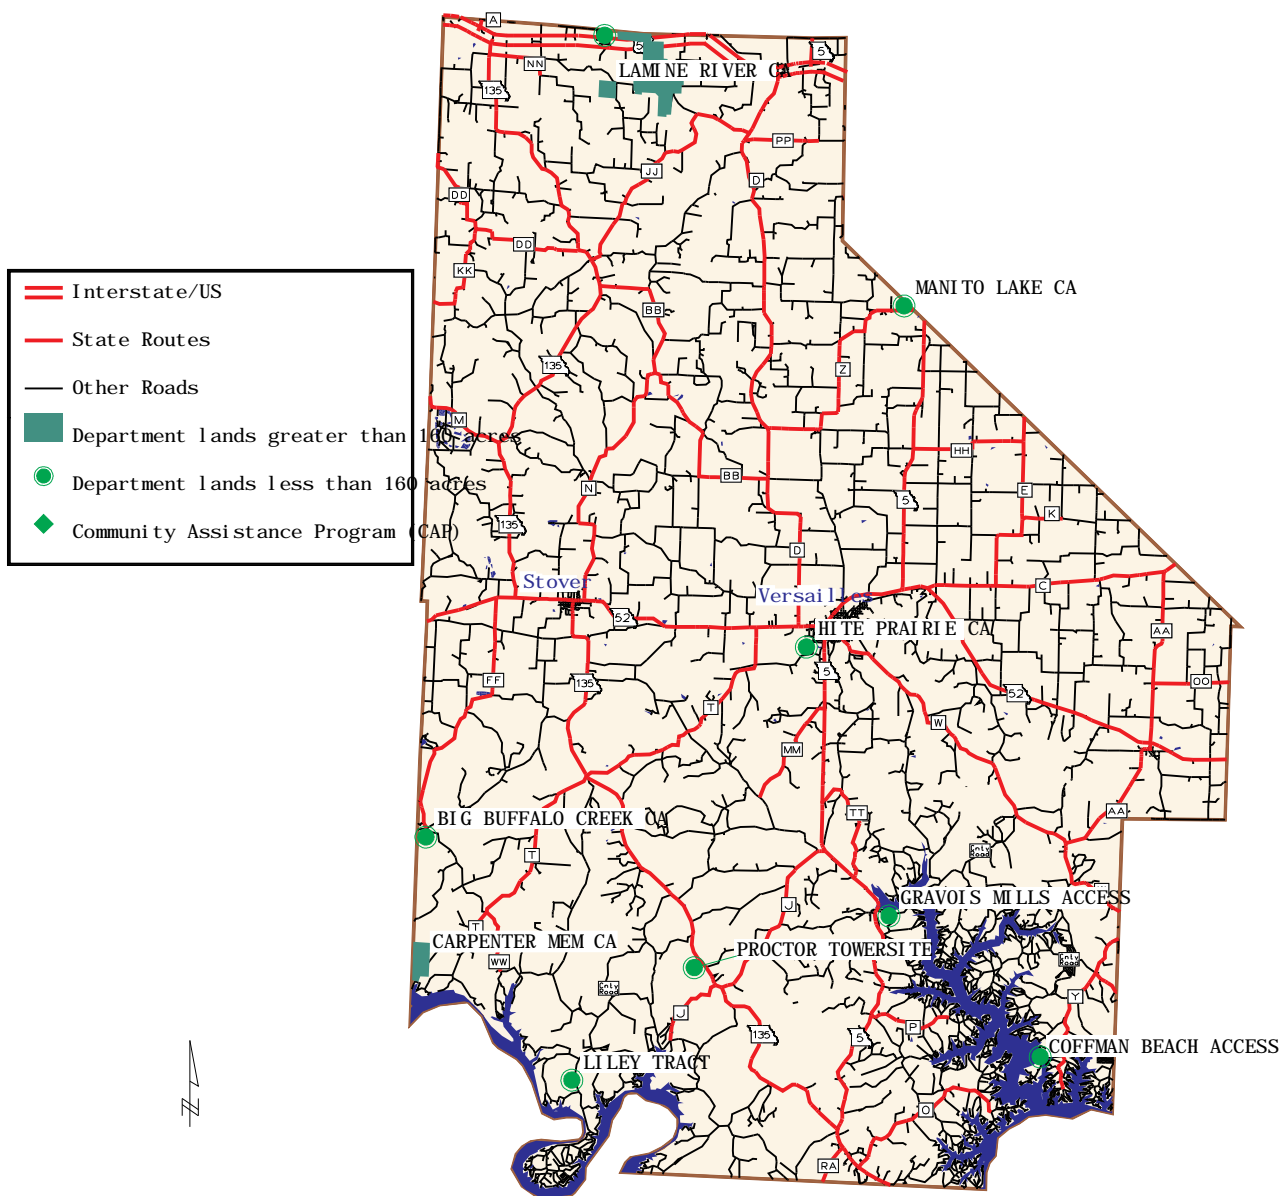 A
5
5
NN
LAMINE RIVER CA
135
PP
JJ
D
DD
DD
KK
MANITO LAKE CA
Interstate/US
BB
State Routes
135
Z
Other Roads
M
Department lands greater than 160 acres
HH
BB
Department lands less than 160 acres
N
E
5
K
135
Community Assistance Program (CAP)
D
Stover
C
Versailles
52
HITE PRAIRIE CA
AA
5
FF
135
OO
52
T
W
MM
TT
AA
BIG BUFFALO CREEK CA
T
GRAVOIS MILLS ACCESS
J
T
CARPENTER MEM CA
PROCTOR TOWERSITE
WW
Y
J
P
135
5
COFFMAN BEACH ACCESS
LILEY TRACT
O
RA
N